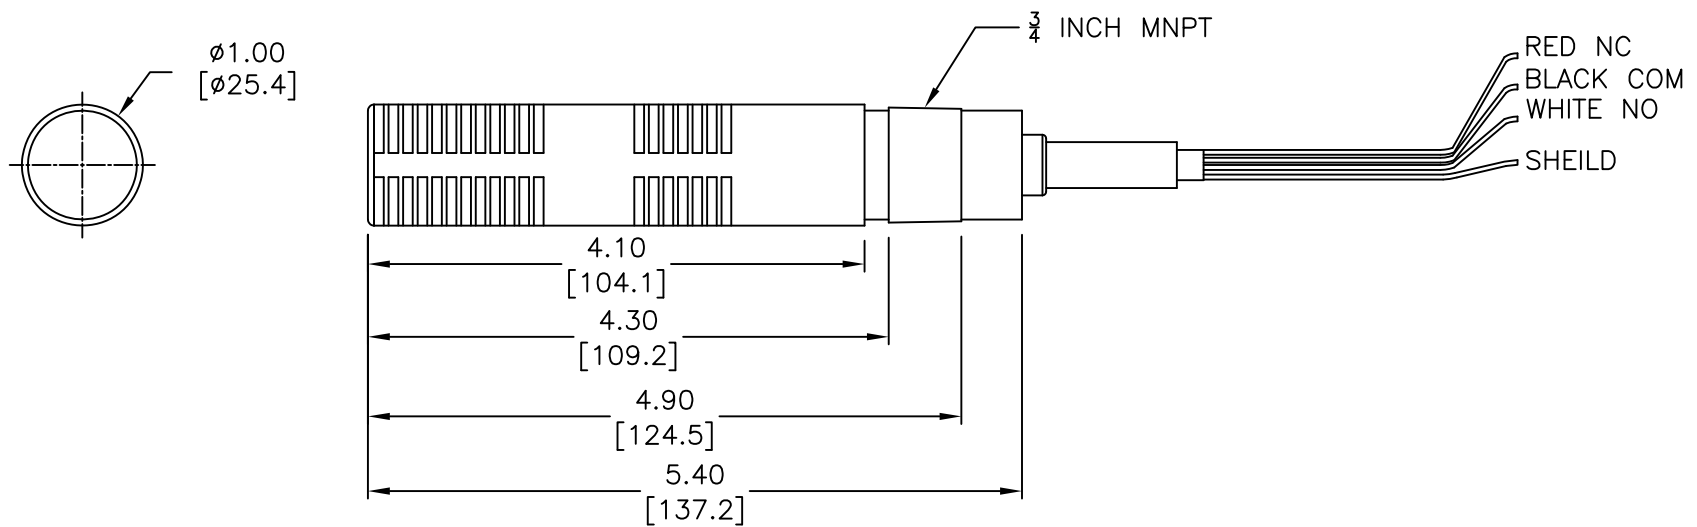 ø1.00
[ø25.4]
3/4 INCH MNPT
RED NC
BLACK COM
WHITE NO
SHEILD
4.10
[104.1]
4.30
[109.2]
4.90
[124.5]
5.40
[137.2]